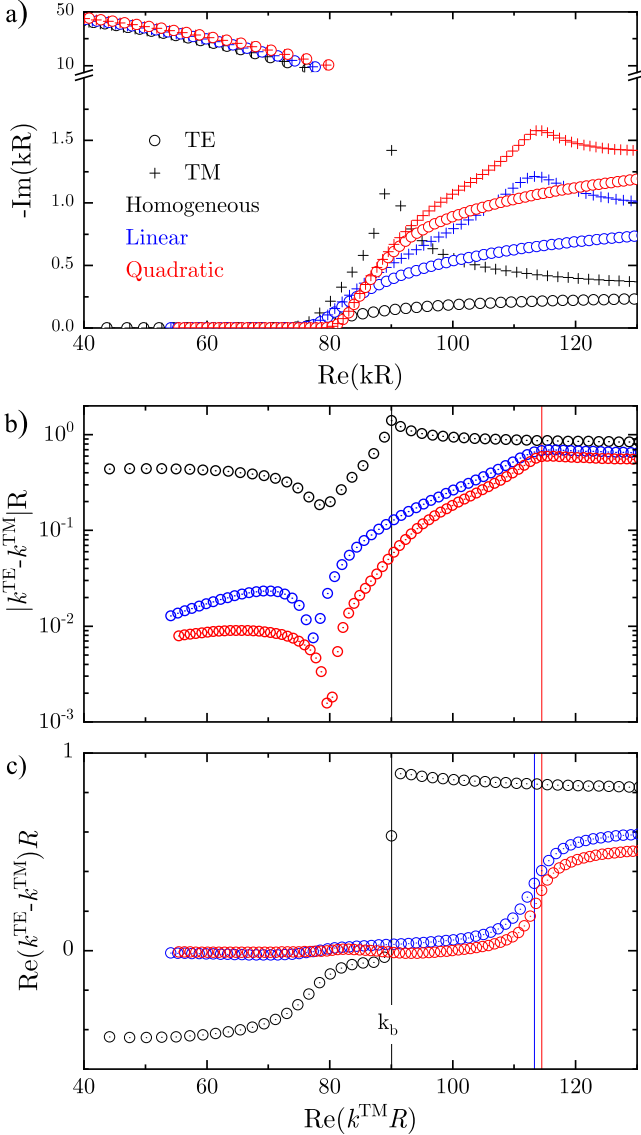 a)
50
10
1.5
1.0
0.5
0.0
-Im(kR)
TE
TM
Homogeneous
Linear
Quadratic
40
60
80
100
120
Re(kR)
b)
10^0
10^-1
10^-2
10^-3
|k^TE-k^TM|R
c)
1
0
Re(k^TE-k^TM)R
k_b
40
60
80
100
120
Re(k^TM R)